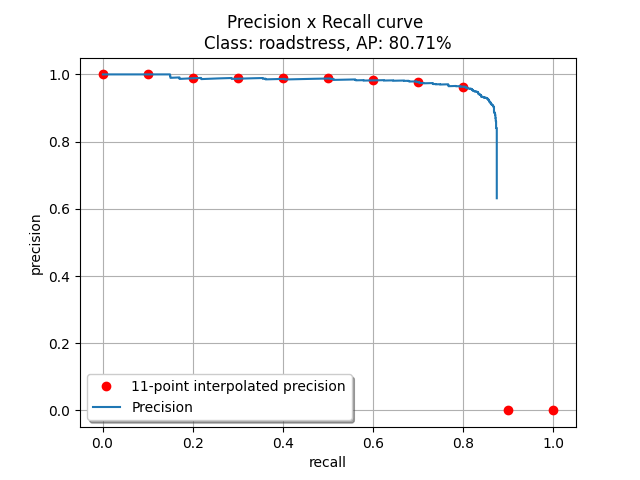 Precision x Recall curve
Class: roadstress, AP: 80.71%
1.0
0.8
0.6
0.4
0.2
0.0
precision
11-point interpolated precision
Precision
0.0 0.2 0.4 0.6 0.8 1.0
recall